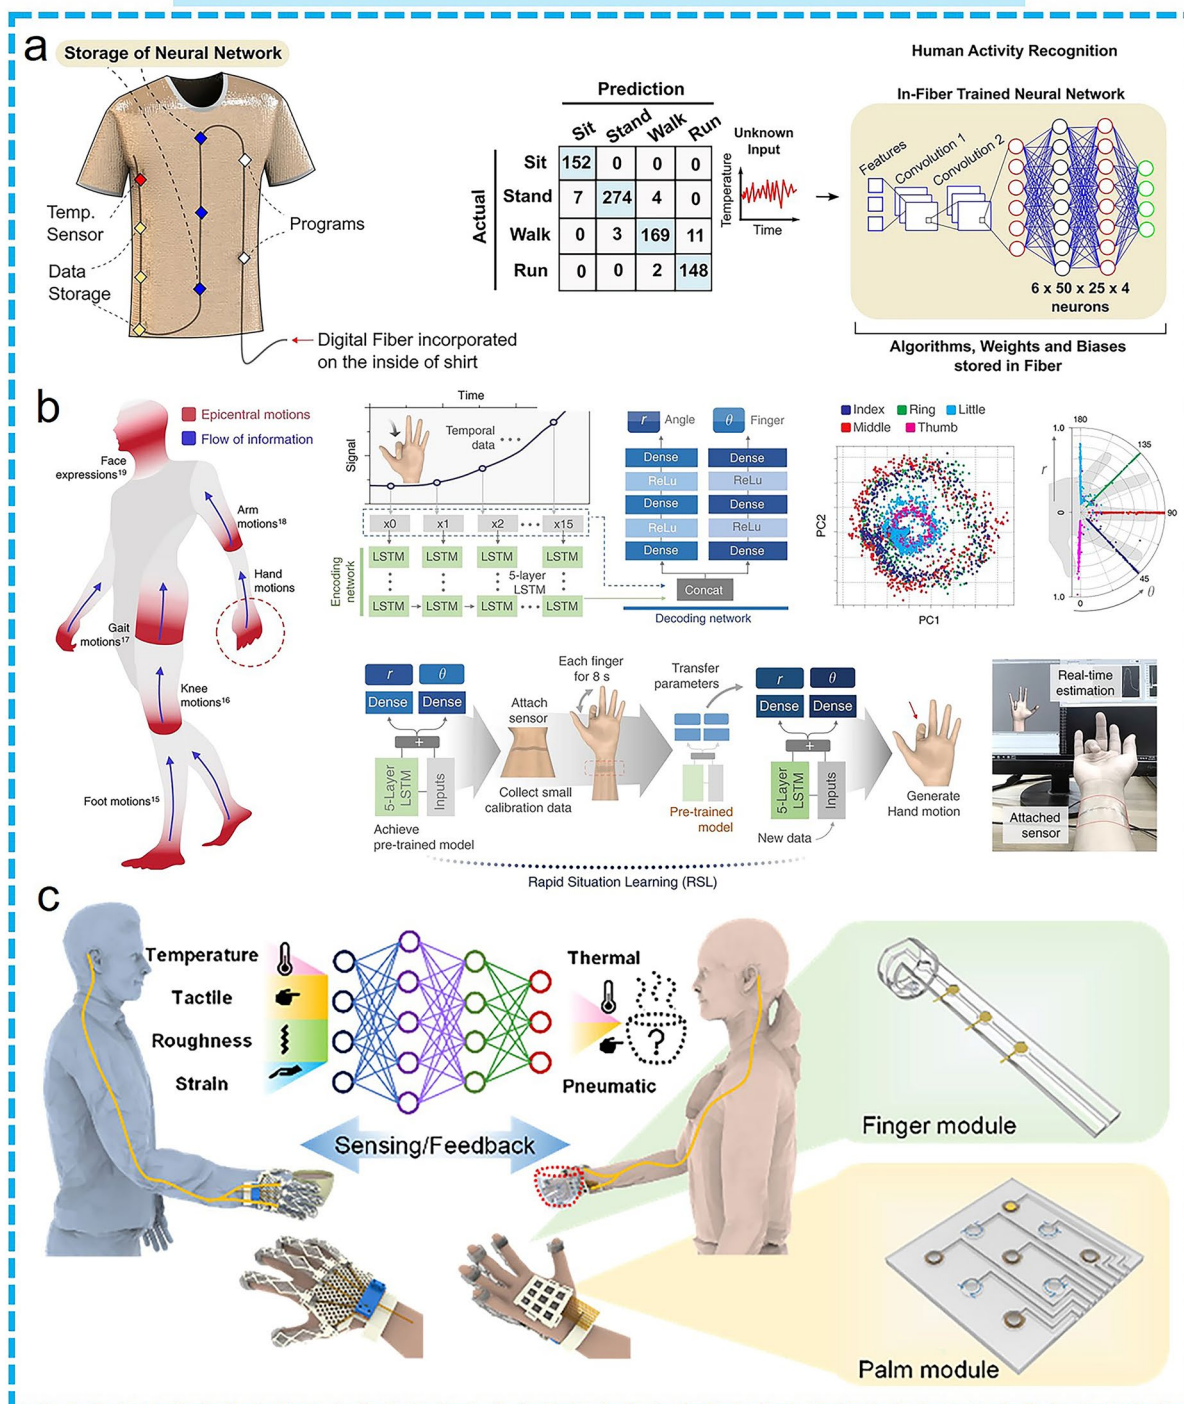 a
Storage of Neural Network
Temp.
Sensor
Data
Storage
Programs
Digital Fiber incorporated
on the inside of shirt
Prediction
Sit Stand Walk Run
Actual
Sit 152 0 0 0
Stand 7 274 4 0
Walk 0 3 169 11
Run 0 0 2 148
Unknown
Input
Temperature
Time
Human Activity Recognition
In-Fiber Trained Neural Network
Features
Convolution 1
Convolution 2
6 x 50 x 25 x 4
neurons
Algorithms, Weights and Biases
stored in Fiber
b
Epicentral motions
Flow of information
Face
expressions¹⁹
Arm
motions¹⁸
Hand
motions
Gait
motions¹⁷
Knee
motions¹⁶
Foot motions¹⁵
Time
Signal
Temporal
data
x0 x1 x2 x15
Encoding
network
LSTM LSTM LSTM LSTM
5-layer
LSTM
LSTM LSTM LSTM LSTM
r Angle θ Finger
Dense Dense
ReLu ReLu
Dense Dense
ReLu ReLu
Dense Dense
Concat
Decoding network
Index Ring Little
Middle Thumb
PC2
PC1
180
1.0
135
r
0
90
45
1.0
0
θ
r θ
Dense Dense
+
5-Layer
LSTM
Inputs
Achieve
pre-trained model
Attach
sensor
Each finger
for 8 s
Collect small
calibration data
Transfer
parameters
Pre-trained
model
r θ
Dense Dense
+
5-Layer
LSTM
Inputs
New data
Generate
Hand motion
Real-time
estimation
Attached
sensor
Rapid Situation Learning (RSL)
c
Temperature
Tactile
Roughness
Strain
Thermal
?
Pneumatic
Sensing/Feedback
Finger module
Palm module